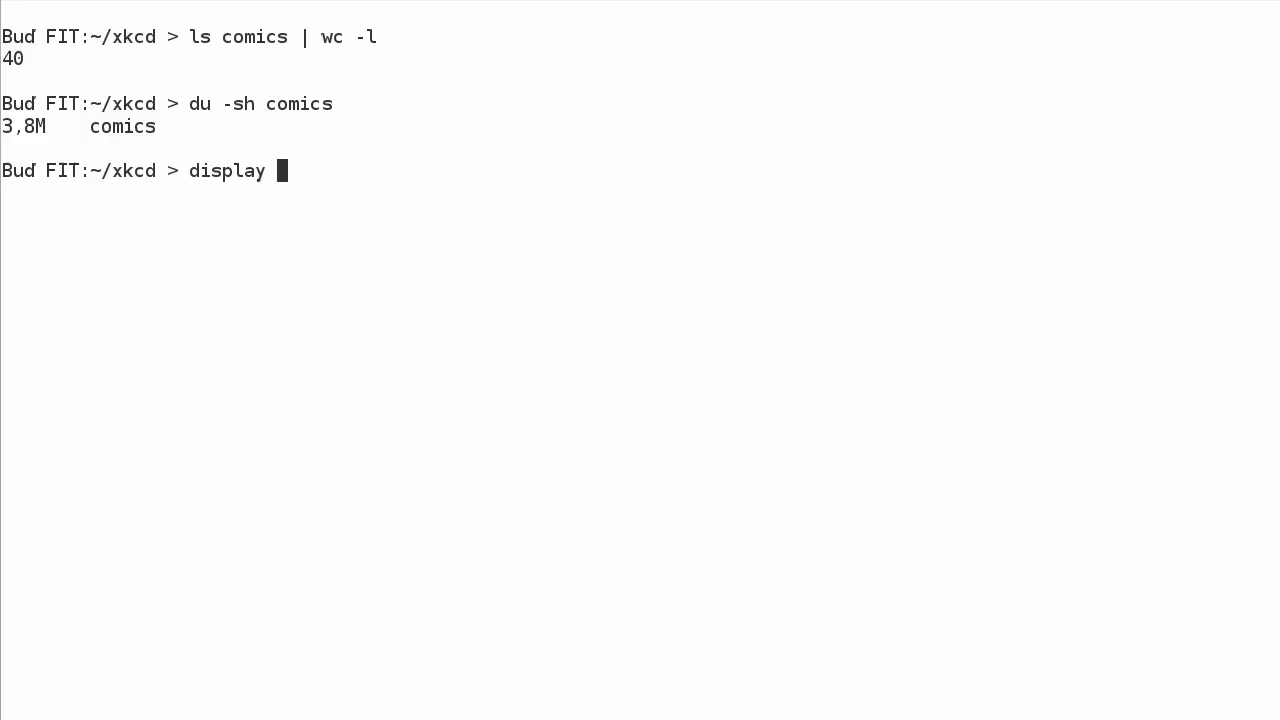 Buď FIT:~/xkcd > ls comics | wc -l
40
Buď FIT:~/xkcd > du -sh comics
3,8M    comics
Buď FIT:~/xkcd > display